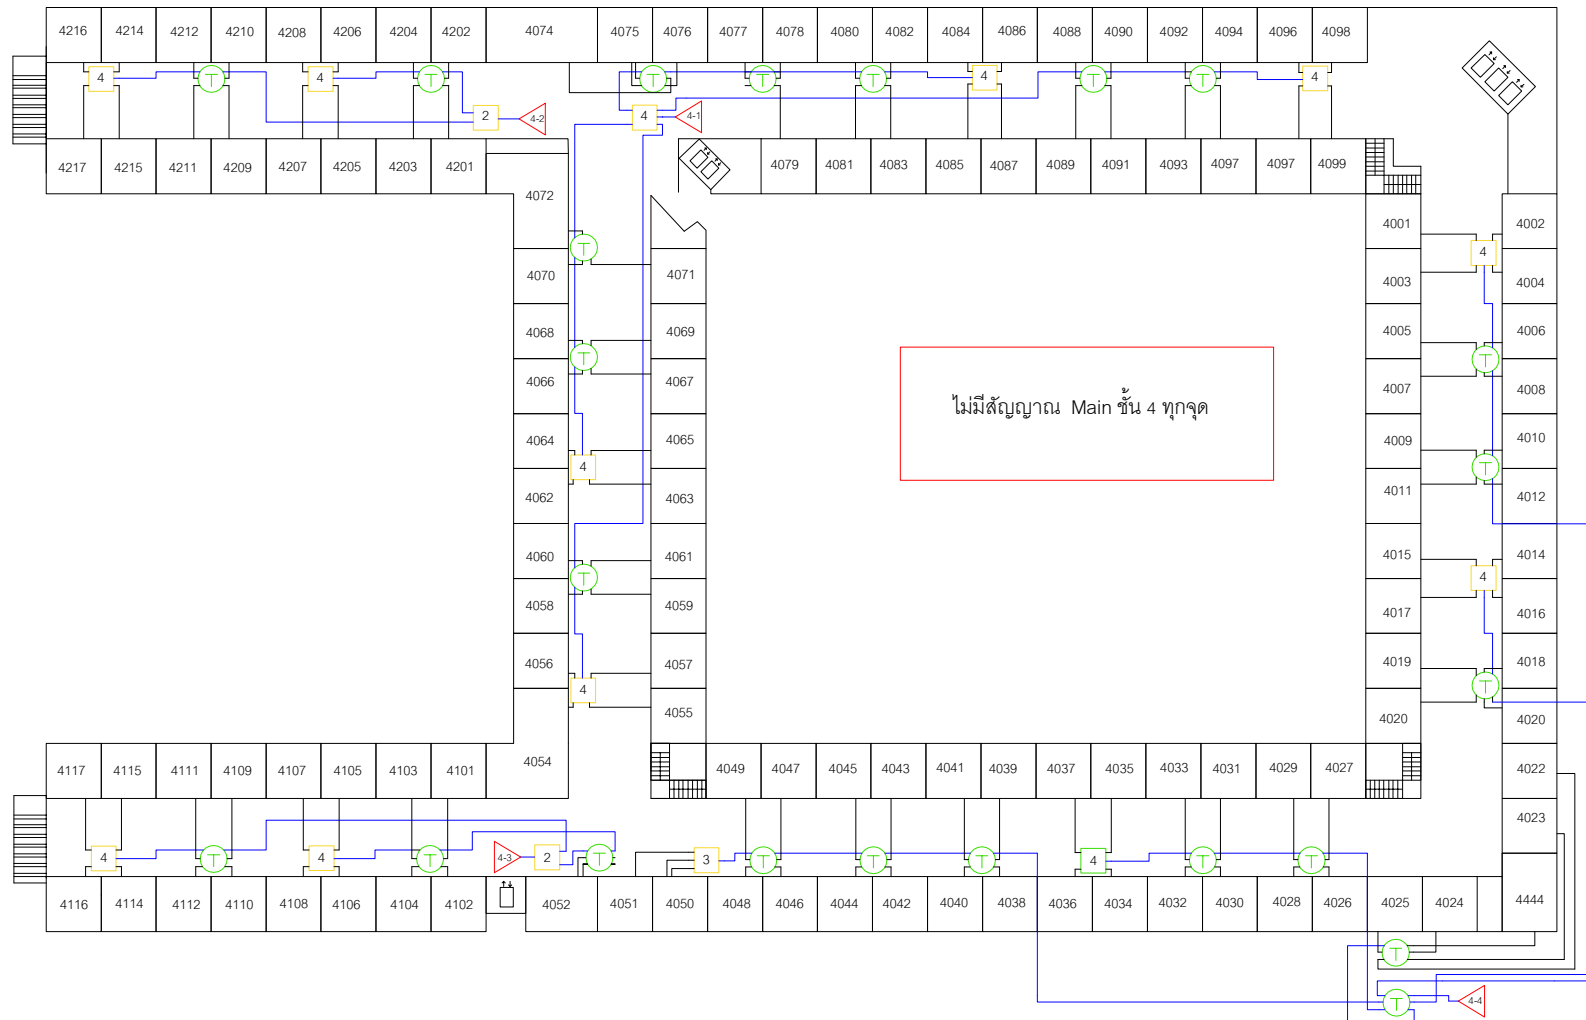 4216 4214 4212 4210 4208 4206 4204 4202 4074 4075 4076 4077 4078 4080 4082 4084 4086 4088 4090 4092 4094 4096 4098
4 T 4 T T T T 4 T T 4
2 4-2 4 4-1
4217 4215 4211 4209 4207 4205 4203 4201 4079 4081 4083 4085 4087 4089 4091 4093 4097 4097 4099
4072 4001 4002
T 4
4070 4071 4003 4004
4068 4069 4005 4006
T T
4066 4067 4007 4008
ไม่มีสัญญาณ Main ชั้น 4 ทุกจุด
4064 4065 4009 4010
4 T
4062 4063 4011 4012
4060 4061 4015 4014
T 4
4058 4059 4017 4016
4056 4057 4019 4018
4 T
4055 4020 4020
4117 4115 4111 4109 4107 4105 4103 4101 4054 4049 4047 4045 4043 4041 4039 4037 4035 4033 4031 4029 4027 4022
4023
4 T 4 T 4-3 2 T 3 T T T 4 T T
4116 4114 4112 4110 4108 4106 4104 4102 4052 4051 4050 4048 4046 4044 4042 4040 4038 4036 4034 4032 4030 4028 4026 4025 4024 4444
T
T 4-4